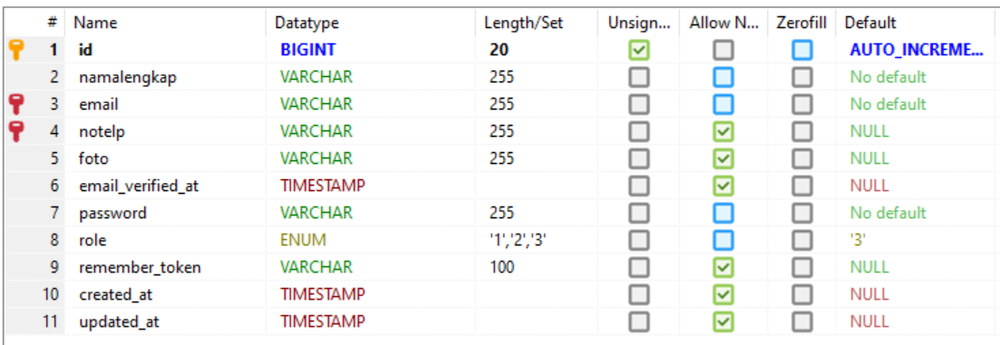 # Name Datatype Length/Set Unsign... Allow N... Zerofill Default
1 id BIGINT 20 AUTO_INCREME...
2 namalengkap VARCHAR 255 No default
3 email VARCHAR 255 No default
4 notelp VARCHAR 255 NULL
5 foto VARCHAR 255 NULL
6 email_verified_at TIMESTAMP NULL
7 password VARCHAR 255 No default
8 role ENUM '1','2','3' '3'
9 remember_token VARCHAR 100 NULL
10 created_at TIMESTAMP NULL
11 updated_at TIMESTAMP NULL